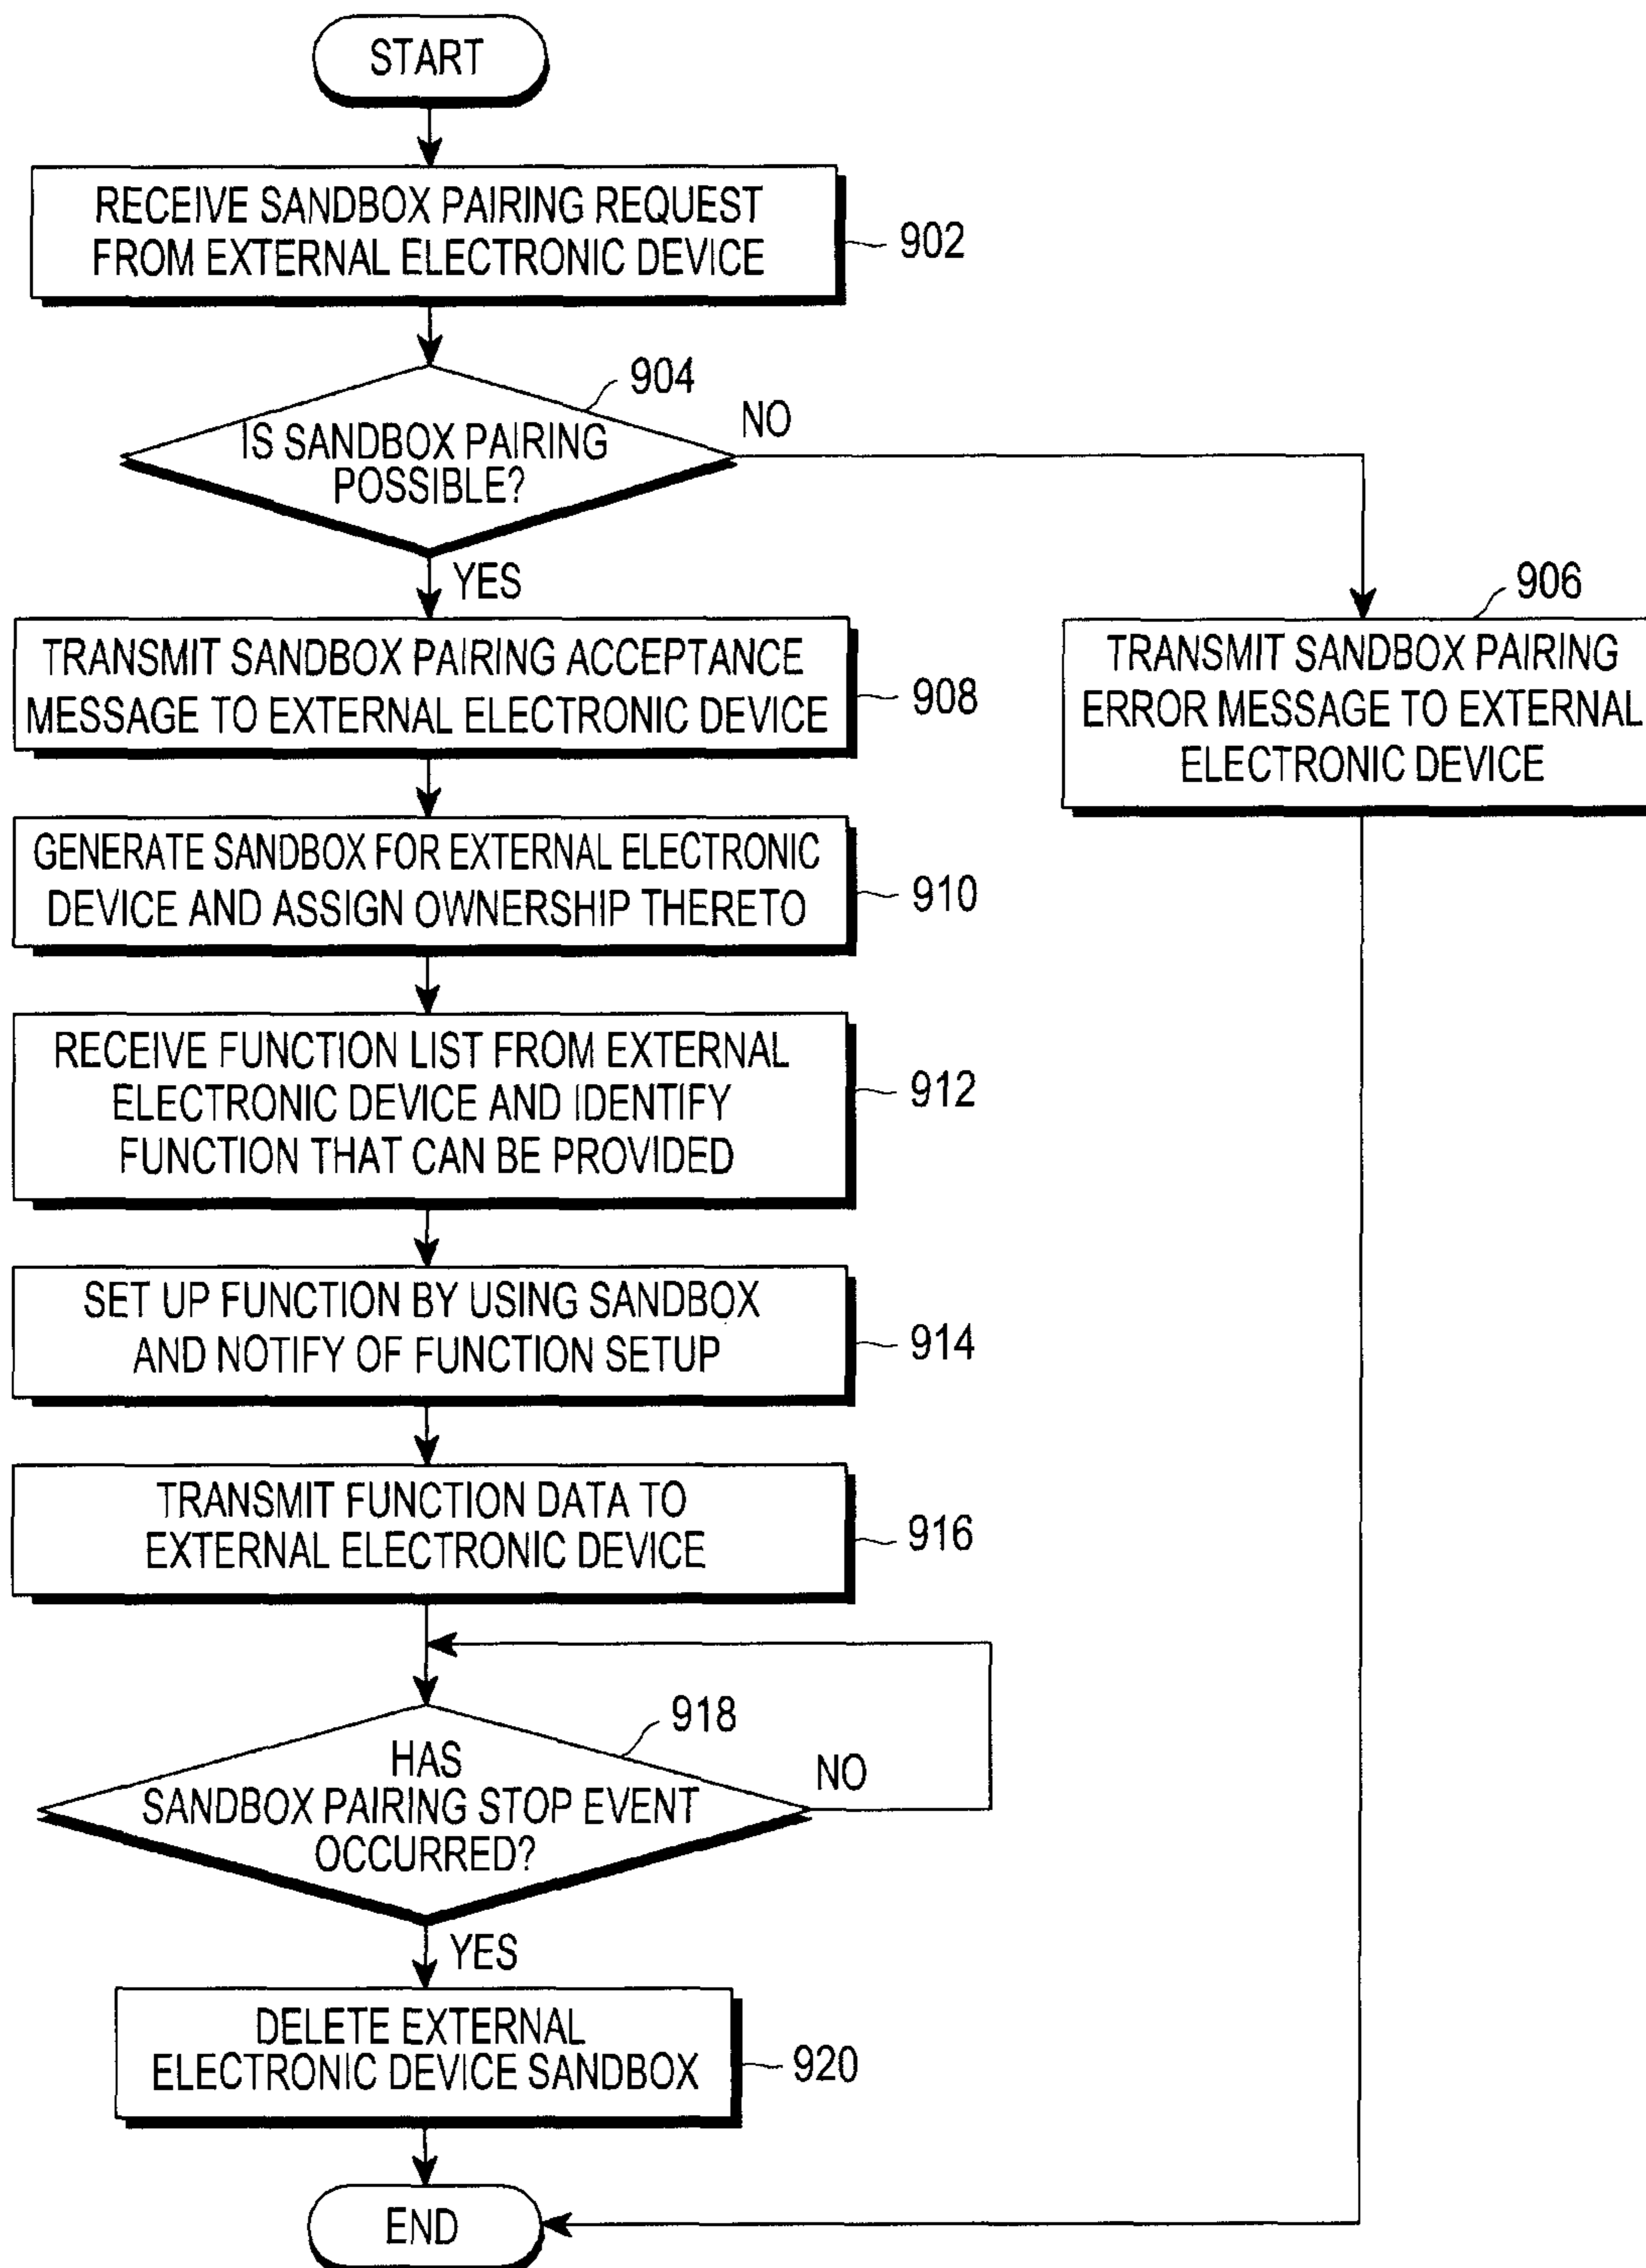 START
RECEIVE SANDBOX PAIRING REQUEST
FROM EXTERNAL ELECTRONIC DEVICE
902
904
IS SANDBOX PAIRING
POSSIBLE?
NO
YES
906
TRANSMIT SANDBOX PAIRING
ERROR MESSAGE TO EXTERNAL
ELECTRONIC DEVICE
TRANSMIT SANDBOX PAIRING ACCEPTANCE
MESSAGE TO EXTERNAL ELECTRONIC DEVICE
908
GENERATE SANDBOX FOR EXTERNAL ELECTRONIC
DEVICE AND ASSIGN OWNERSHIP THERETO
910
RECEIVE FUNCTION LIST FROM EXTERNAL
ELECTRONIC DEVICE AND IDENTIFY
FUNCTION THAT CAN BE PROVIDED
912
SET UP FUNCTION BY USING SANDBOX
AND NOTIFY OF FUNCTION SETUP
914
TRANSMIT FUNCTION DATA TO
EXTERNAL ELECTRONIC DEVICE
916
918
HAS
SANDBOX PAIRING STOP EVENT
OCCURRED?
NO
YES
DELETE EXTERNAL
ELECTRONIC DEVICE SANDBOX
920
END